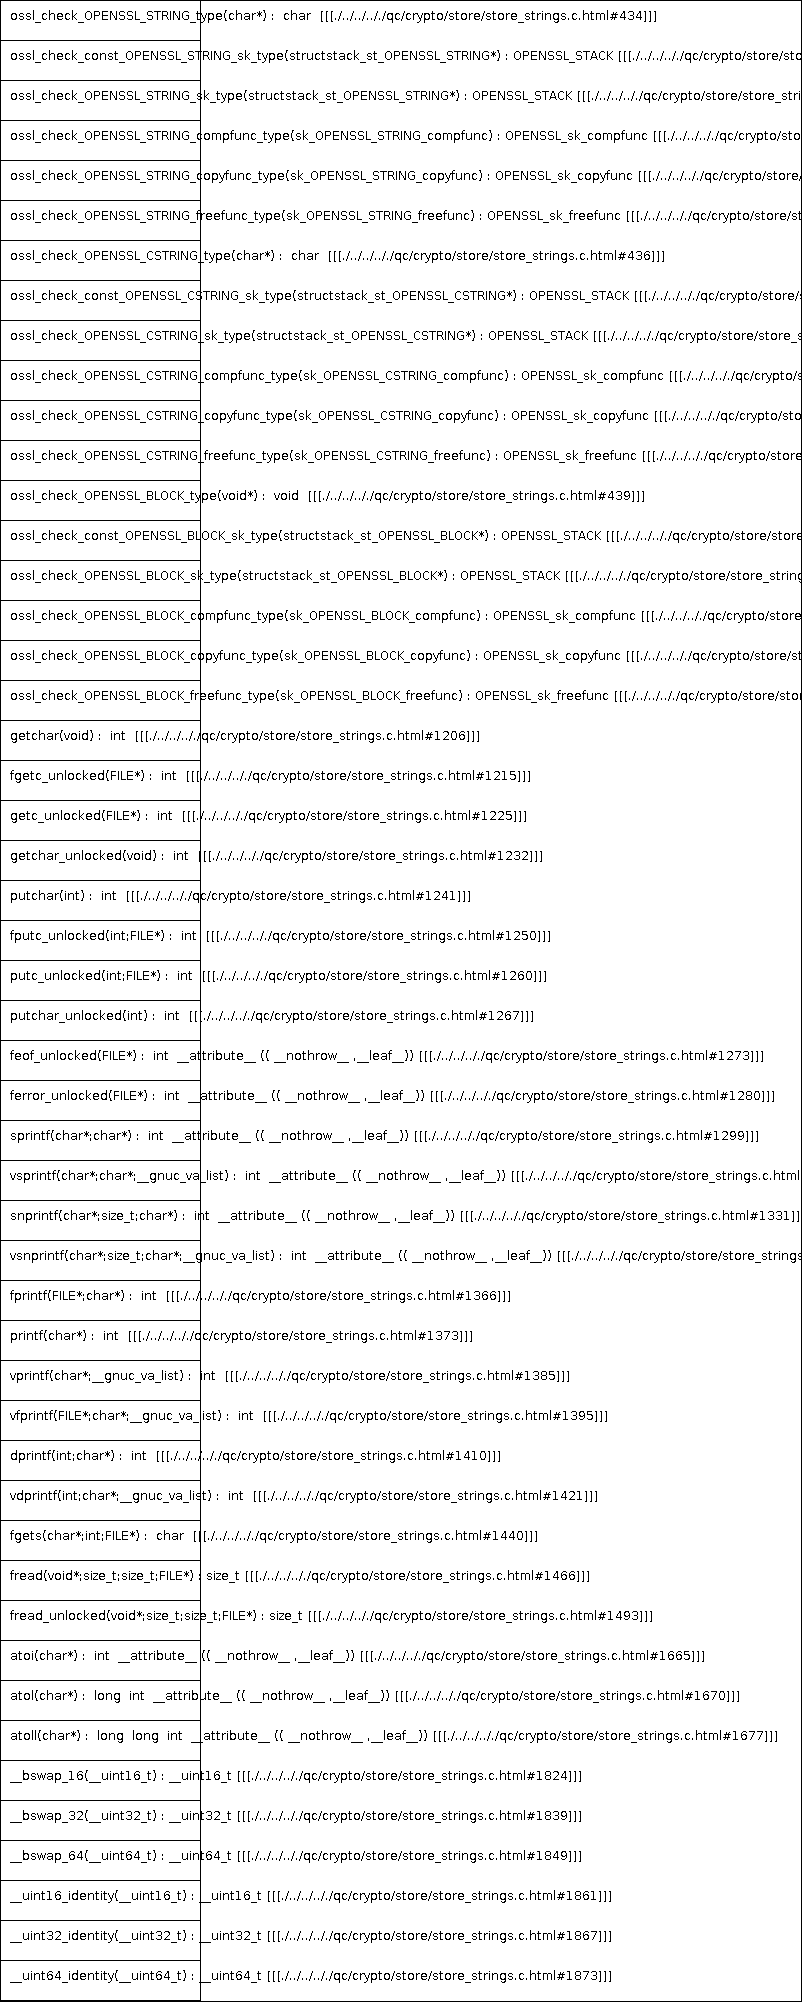 ossl_check_OPENSSL_STRING_type(char*) :  char  [[[./../../../../qc/crypto/store/store_strings.c.html#434]]]
ossl_check_const_OPENSSL_STRING_sk_type(structstack_st_OPENSSL_STRING*) : OPENSSL_STACK [[[./../../../../qc/crypto/store/sto
ossl_check_OPENSSL_STRING_sk_type(structstack_st_OPENSSL_STRING*) : OPENSSL_STACK [[[./../../../../qc/crypto/store/store_stri
ossl_check_OPENSSL_STRING_compfunc_type(sk_OPENSSL_STRING_compfunc) : OPENSSL_sk_compfunc [[[./../../../../qc/crypto/sto
ossl_check_OPENSSL_STRING_copyfunc_type(sk_OPENSSL_STRING_copyfunc) : OPENSSL_sk_copyfunc [[[./../../../../qc/crypto/store/
ossl_check_OPENSSL_STRING_freefunc_type(sk_OPENSSL_STRING_freefunc) : OPENSSL_sk_freefunc [[[./../../../../qc/crypto/store/st
ossl_check_OPENSSL_CSTRING_type(char*) :  char  [[[./../../../../qc/crypto/store/store_strings.c.html#436]]]
ossl_check_const_OPENSSL_CSTRING_sk_type(structstack_st_OPENSSL_CSTRING*) : OPENSSL_STACK [[[./../../../../qc/crypto/store/s
ossl_check_OPENSSL_CSTRING_sk_type(structstack_st_OPENSSL_CSTRING*) : OPENSSL_STACK [[[./../../../../qc/crypto/store/store_s
ossl_check_OPENSSL_CSTRING_compfunc_type(sk_OPENSSL_CSTRING_compfunc) : OPENSSL_sk_compfunc [[[./../../../../qc/crypto/s
ossl_check_OPENSSL_CSTRING_copyfunc_type(sk_OPENSSL_CSTRING_copyfunc) : OPENSSL_sk_copyfunc [[[./../../../../qc/crypto/sto
ossl_check_OPENSSL_CSTRING_freefunc_type(sk_OPENSSL_CSTRING_freefunc) : OPENSSL_sk_freefunc [[[./../../../../qc/crypto/store
ossl_check_OPENSSL_BLOCK_type(void*) :  void  [[[./../../../../qc/crypto/store/store_strings.c.html#439]]]
ossl_check_const_OPENSSL_BLOCK_sk_type(structstack_st_OPENSSL_BLOCK*) : OPENSSL_STACK [[[./../../../../qc/crypto/store/store
ossl_check_OPENSSL_BLOCK_sk_type(structstack_st_OPENSSL_BLOCK*) : OPENSSL_STACK [[[./../../../../qc/crypto/store/store_string
ossl_check_OPENSSL_BLOCK_compfunc_type(sk_OPENSSL_BLOCK_compfunc) : OPENSSL_sk_compfunc [[[./../../../../qc/crypto/store
ossl_check_OPENSSL_BLOCK_copyfunc_type(sk_OPENSSL_BLOCK_copyfunc) : OPENSSL_sk_copyfunc [[[./../../../../qc/crypto/store/st
ossl_check_OPENSSL_BLOCK_freefunc_type(sk_OPENSSL_BLOCK_freefunc) : OPENSSL_sk_freefunc [[[./../../../../qc/crypto/store/stor
getchar(void) :  int  [[[./../../../../qc/crypto/store/store_strings.c.html#1206]]]
fgetc_unlocked(FILE*) :  int  [[[./../../../../qc/crypto/store/store_strings.c.html#1215]]]
getc_unlocked(FILE*) :  int  [[[./../../../../qc/crypto/store/store_strings.c.html#1225]]]
getchar_unlocked(void) :  int  [[[./../../../../qc/crypto/store/store_strings.c.html#1232]]]
putchar(int) :  int  [[[./../../../../qc/crypto/store/store_strings.c.html#1241]]]
fputc_unlocked(int;FILE*) :  int  [[[./../../../../qc/crypto/store/store_strings.c.html#1250]]]
putc_unlocked(int;FILE*) :  int  [[[./../../../../qc/crypto/store/store_strings.c.html#1260]]]
putchar_unlocked(int) :  int  [[[./../../../../qc/crypto/store/store_strings.c.html#1267]]]
feof_unlocked(FILE*) :  int  __attribute__ (( __nothrow__ ,__leaf__)) [[[./../../../../qc/crypto/store/store_strings.c.html#1273]]]
ferror_unlocked(FILE*) :  int  __attribute__ (( __nothrow__ ,__leaf__)) [[[./../../../../qc/crypto/store/store_strings.c.html#1280]]]
sprintf(char*;char*) :  int  __attribute__ (( __nothrow__ ,__leaf__)) [[[./../../../../qc/crypto/store/store_strings.c.html#1299]]]
vsprintf(char*;char*;__gnuc_va_list) :  int  __attribute__ (( __nothrow__ ,__leaf__)) [[[./../../../../qc/crypto/store/store_strings.c.html
snprintf(char*;size_t;char*) :  int  __attribute__ (( __nothrow__ ,__leaf__)) [[[./../../../../qc/crypto/store/store_strings.c.html#1331]]]
vsnprintf(char*;size_t;char*;__gnuc_va_list) :  int  __attribute__ (( __nothrow__ ,__leaf__)) [[[./../../../../qc/crypto/store/store_strings
fprintf(FILE*;char*) :  int  [[[./../../../../qc/crypto/store/store_strings.c.html#1366]]]
printf(char*) :  int  [[[./../../../../qc/crypto/store/store_strings.c.html#1373]]]
vprintf(char*;__gnuc_va_list) :  int  [[[./../../../../qc/crypto/store/store_strings.c.html#1385]]]
vfprintf(FILE*;char*;__gnuc_va_list) :  int  [[[./../../../../qc/crypto/store/store_strings.c.html#1395]]]
dprintf(int;char*) :  int  [[[./../../../../qc/crypto/store/store_strings.c.html#1410]]]
vdprintf(int;char*;__gnuc_va_list) :  int  [[[./../../../../qc/crypto/store/store_strings.c.html#1421]]]
fgets(char*;int;FILE*) :  char  [[[./../../../../qc/crypto/store/store_strings.c.html#1440]]]
fread(void*;size_t;size_t;FILE*) : size_t [[[./../../../../qc/crypto/store/store_strings.c.html#1466]]]
fread_unlocked(void*;size_t;size_t;FILE*) : size_t [[[./../../../../qc/crypto/store/store_strings.c.html#1493]]]
atoi(char*) :  int  __attribute__ (( __nothrow__ ,__leaf__)) [[[./../../../../qc/crypto/store/store_strings.c.html#1665]]]
atol(char*) :  long  int  __attribute__ (( __nothrow__ ,__leaf__)) [[[./../../../../qc/crypto/store/store_strings.c.html#1670]]]
atoll(char*) :  long  long  int  __attribute__ (( __nothrow__ ,__leaf__)) [[[./../../../../qc/crypto/store/store_strings.c.html#1677]]]
__bswap_16(__uint16_t) : __uint16_t [[[./../../../../qc/crypto/store/store_strings.c.html#1824]]]
__bswap_32(__uint32_t) : __uint32_t [[[./../../../../qc/crypto/store/store_strings.c.html#1839]]]
__bswap_64(__uint64_t) : __uint64_t [[[./../../../../qc/crypto/store/store_strings.c.html#1849]]]
__uint16_identity(__uint16_t) : __uint16_t [[[./../../../../qc/crypto/store/store_strings.c.html#1861]]]
__uint32_identity(__uint32_t) : __uint32_t [[[./../../../../qc/crypto/store/store_strings.c.html#1867]]]
__uint64_identity(__uint64_t) : __uint64_t [[[./../../../../qc/crypto/store/store_strings.c.html#1873]]]